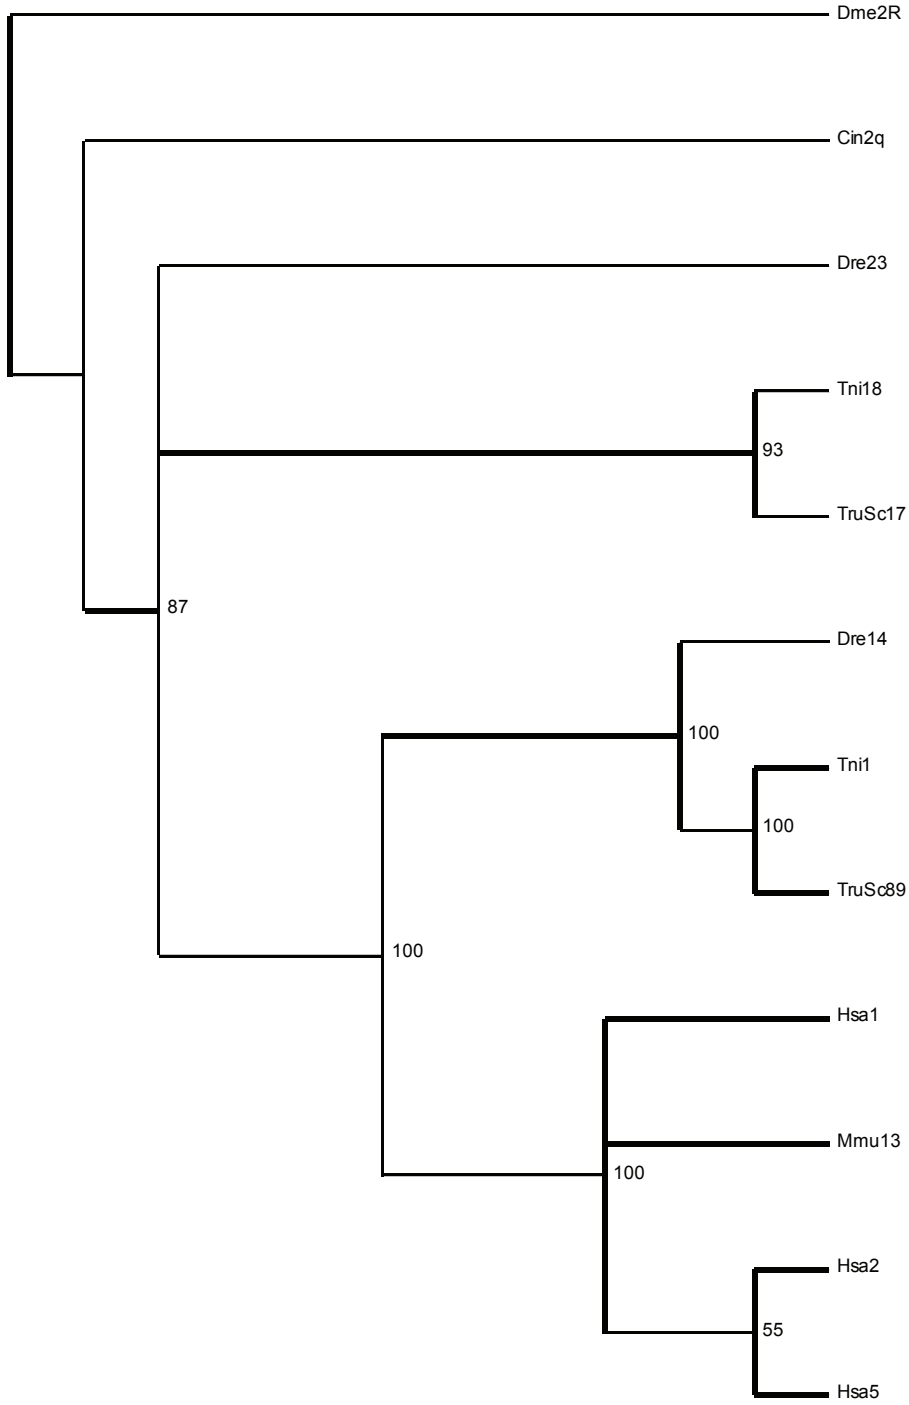 Dme2R
Cin2q
Dre23
Tni18
93
TruSc17
87
Dre14
100
Tni1
100
TruSc89
100
Hsa1
Mmu13
100
Hsa2
55
Hsa5